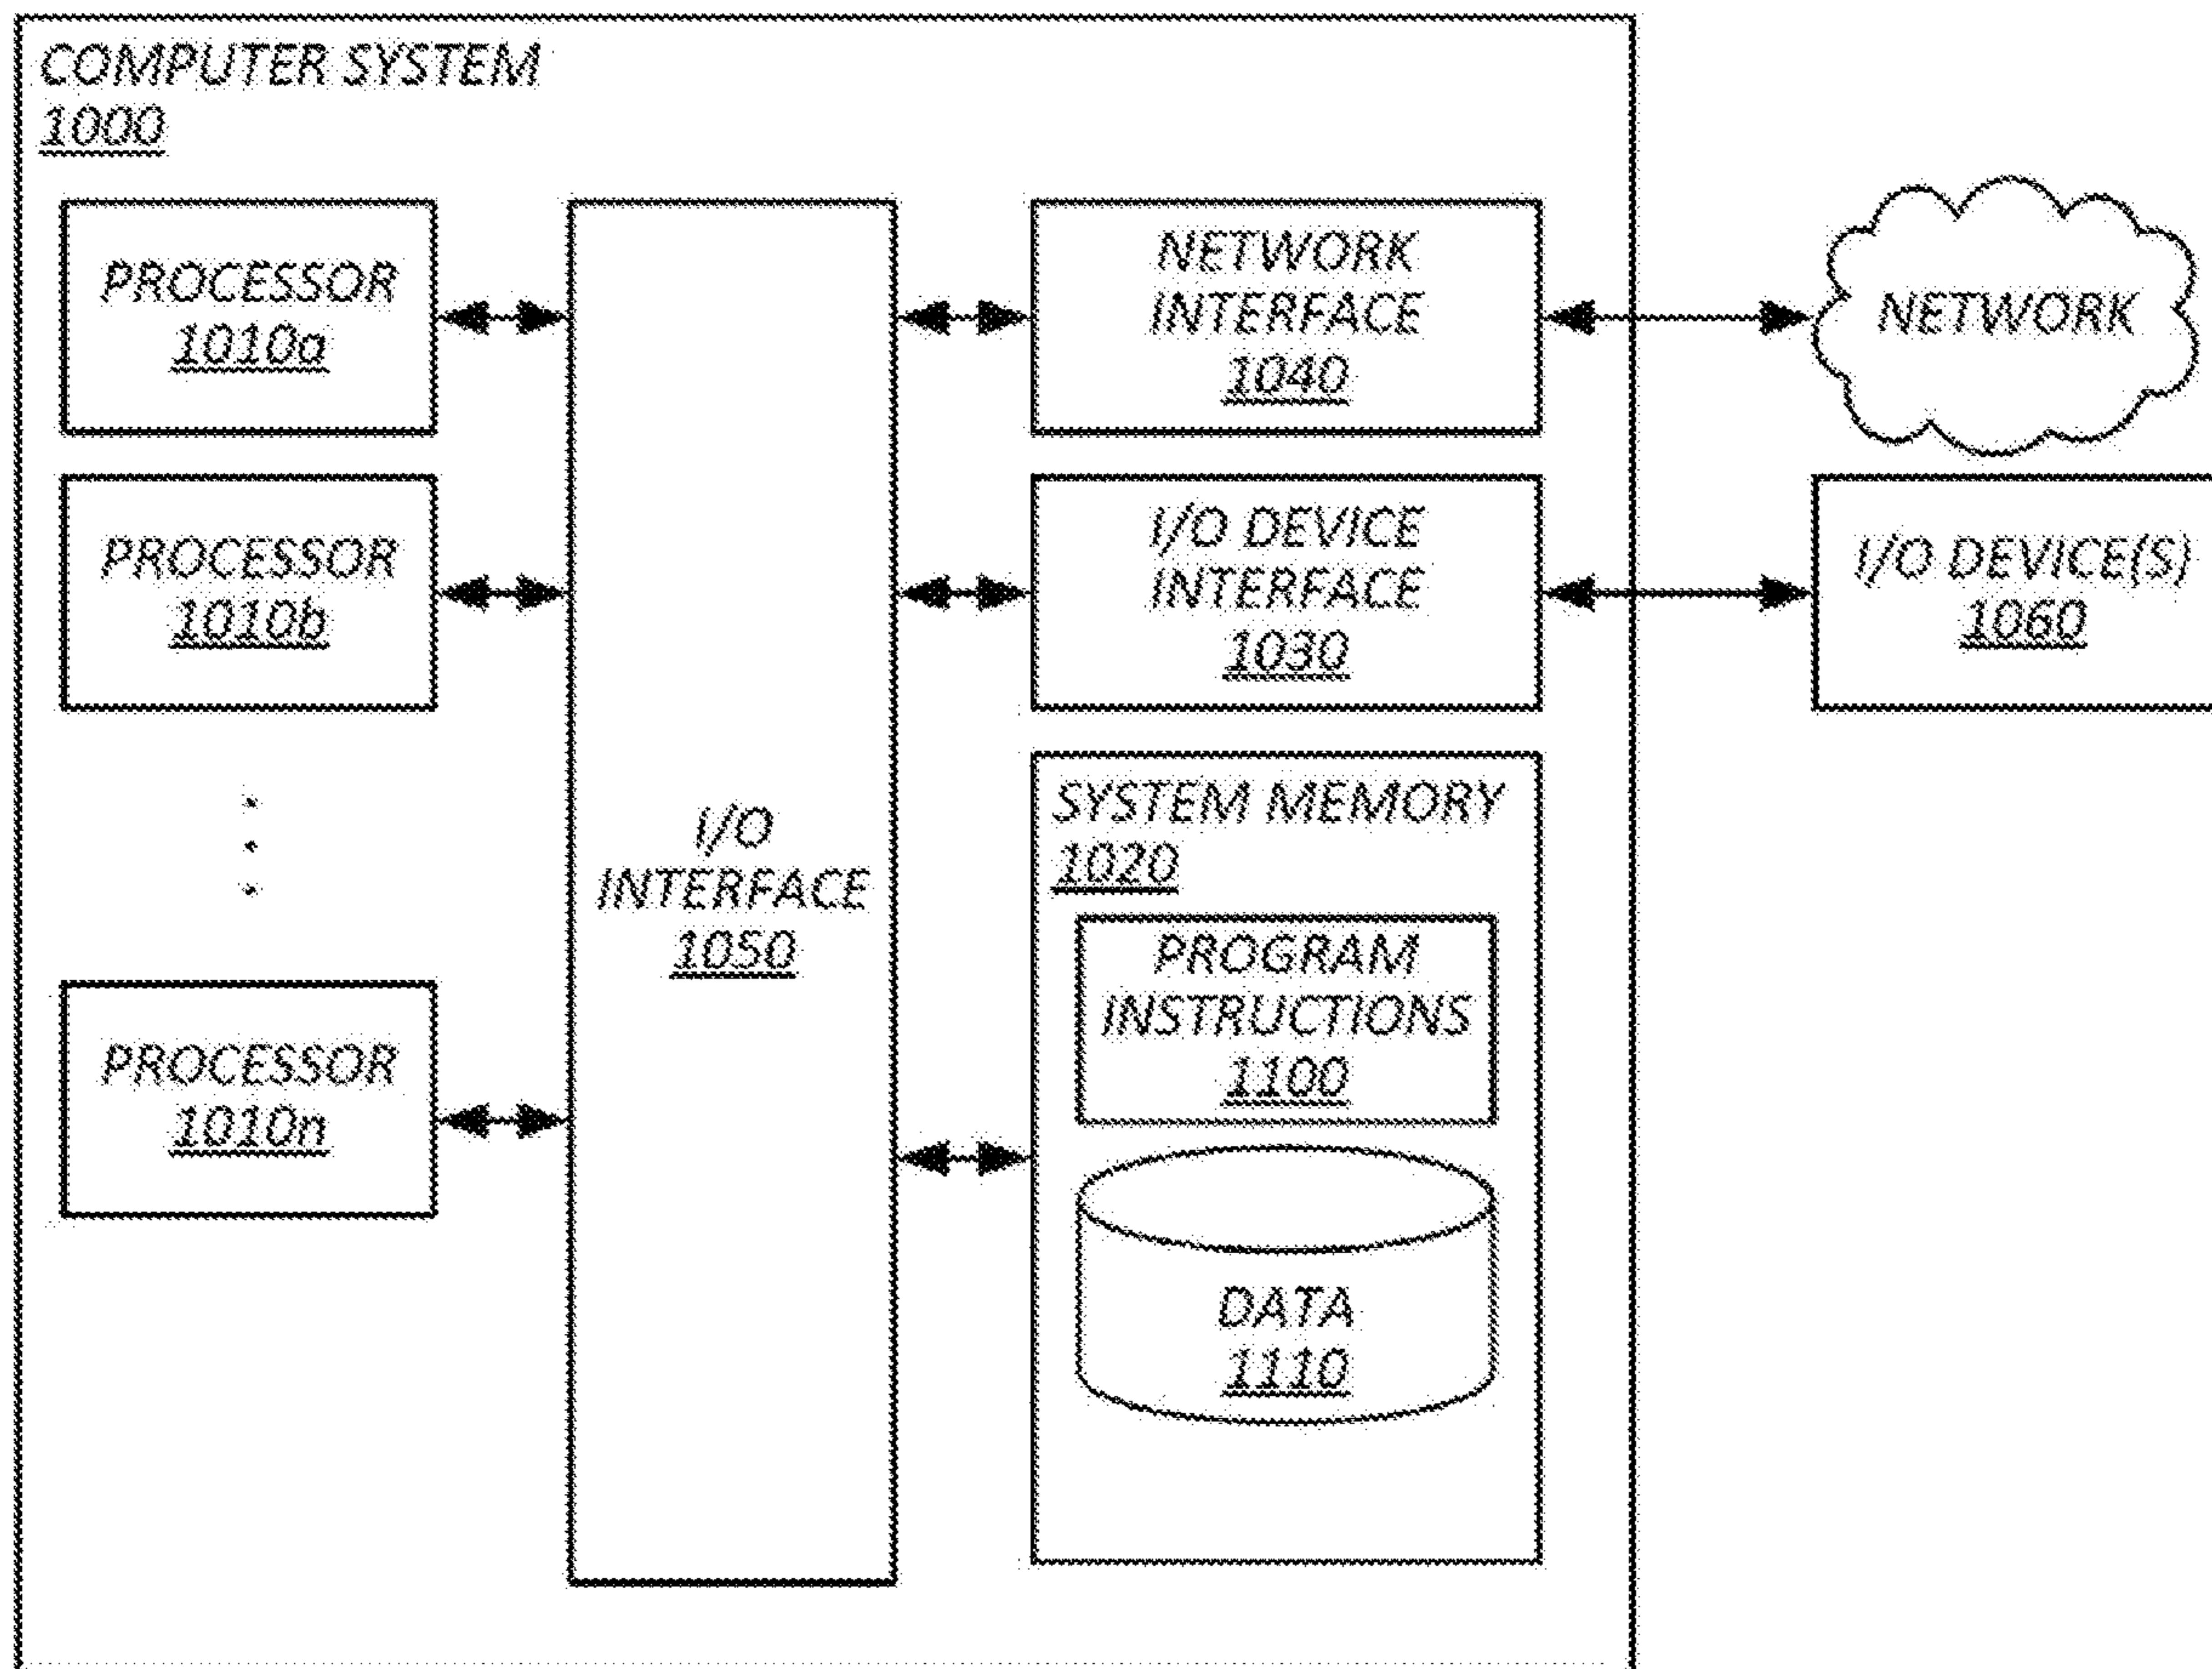 COMPUTER SYSTEM
1000
PROCESSOR
1010a
PROCESSOR
1010b
PROCESSOR
1010n
I/O
INTERFACE
1050
NETWORK
INTERFACE
1040
I/O DEVICE
INTERFACE
1030
SYSTEM MEMORY
1020
PROGRAM
INSTRUCTIONS
1100
DATA
1110
NETWORK
I/O DEVICE(S)
1060